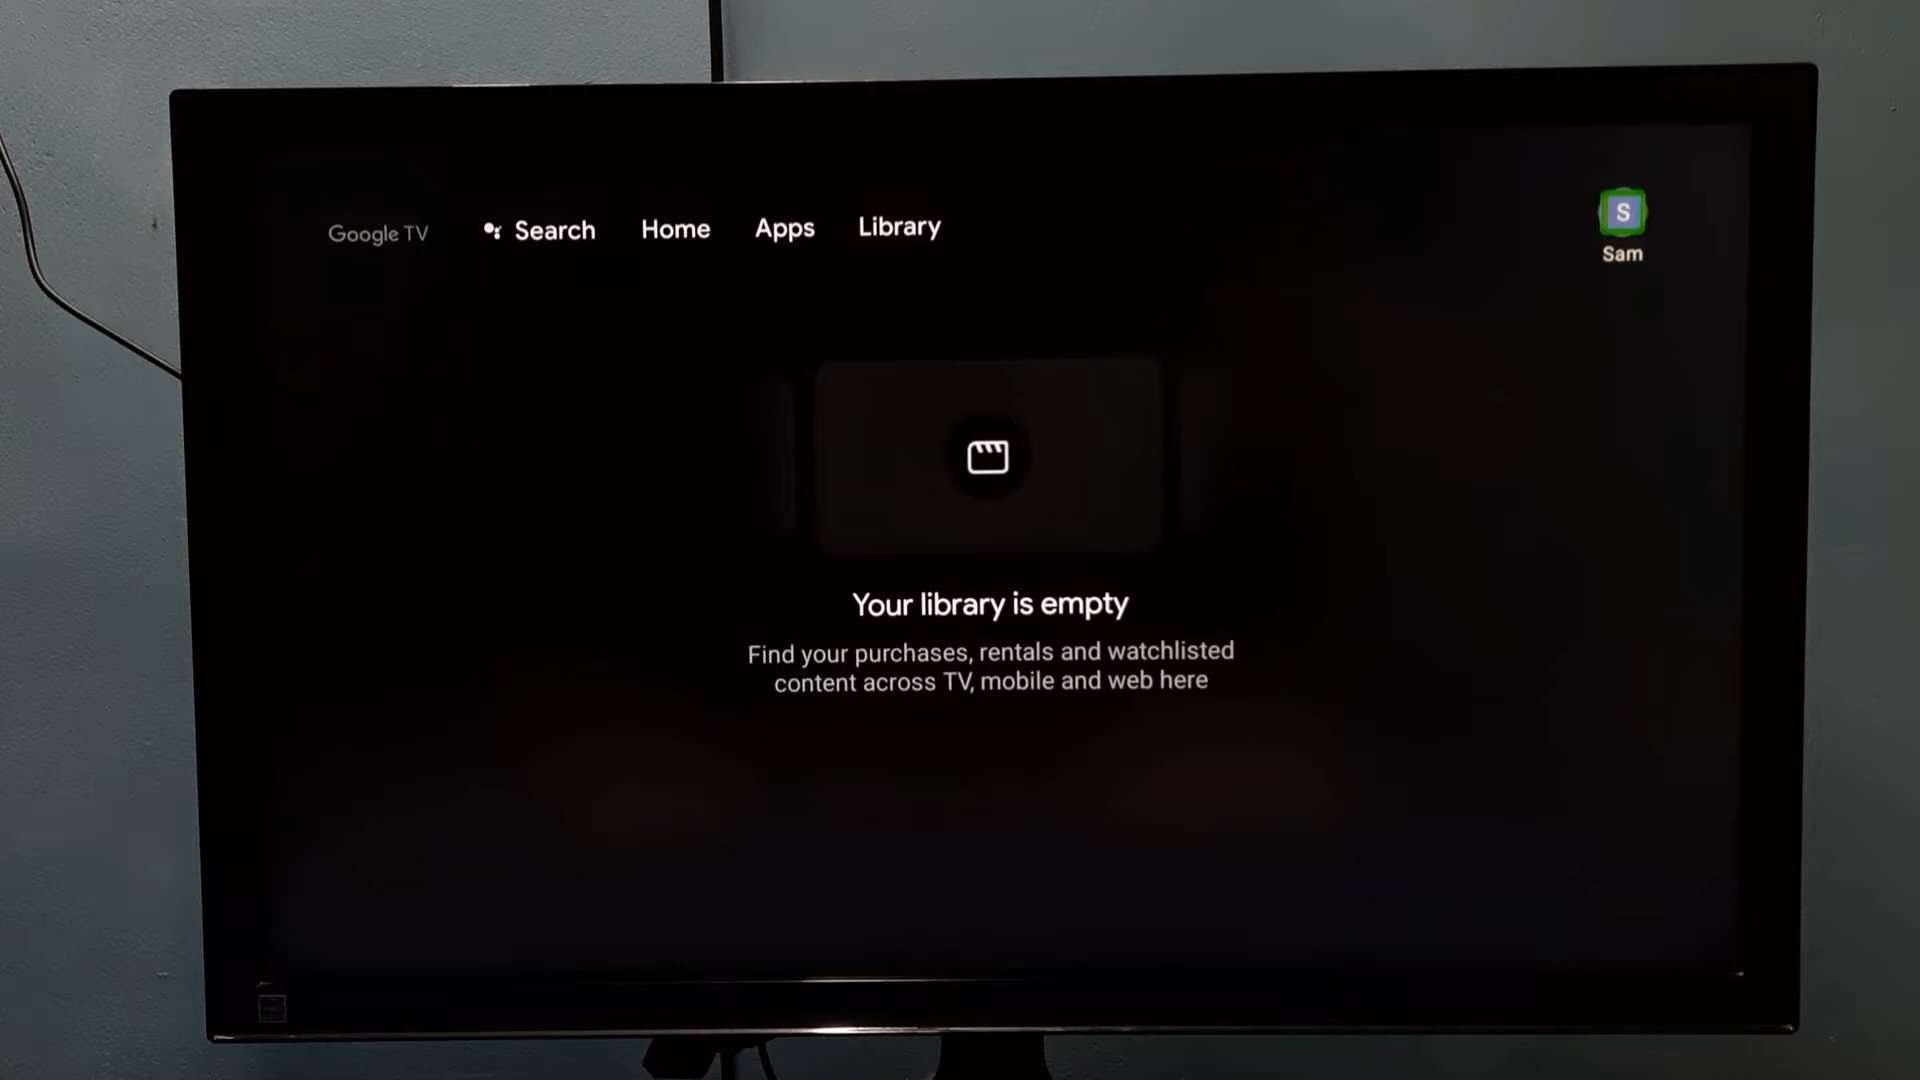 Google TV
Search
Home
Apps
Library
S
Sam
Your library is empty
Find your purchases, rentals and watchlisted
content across TV, mobile and web here